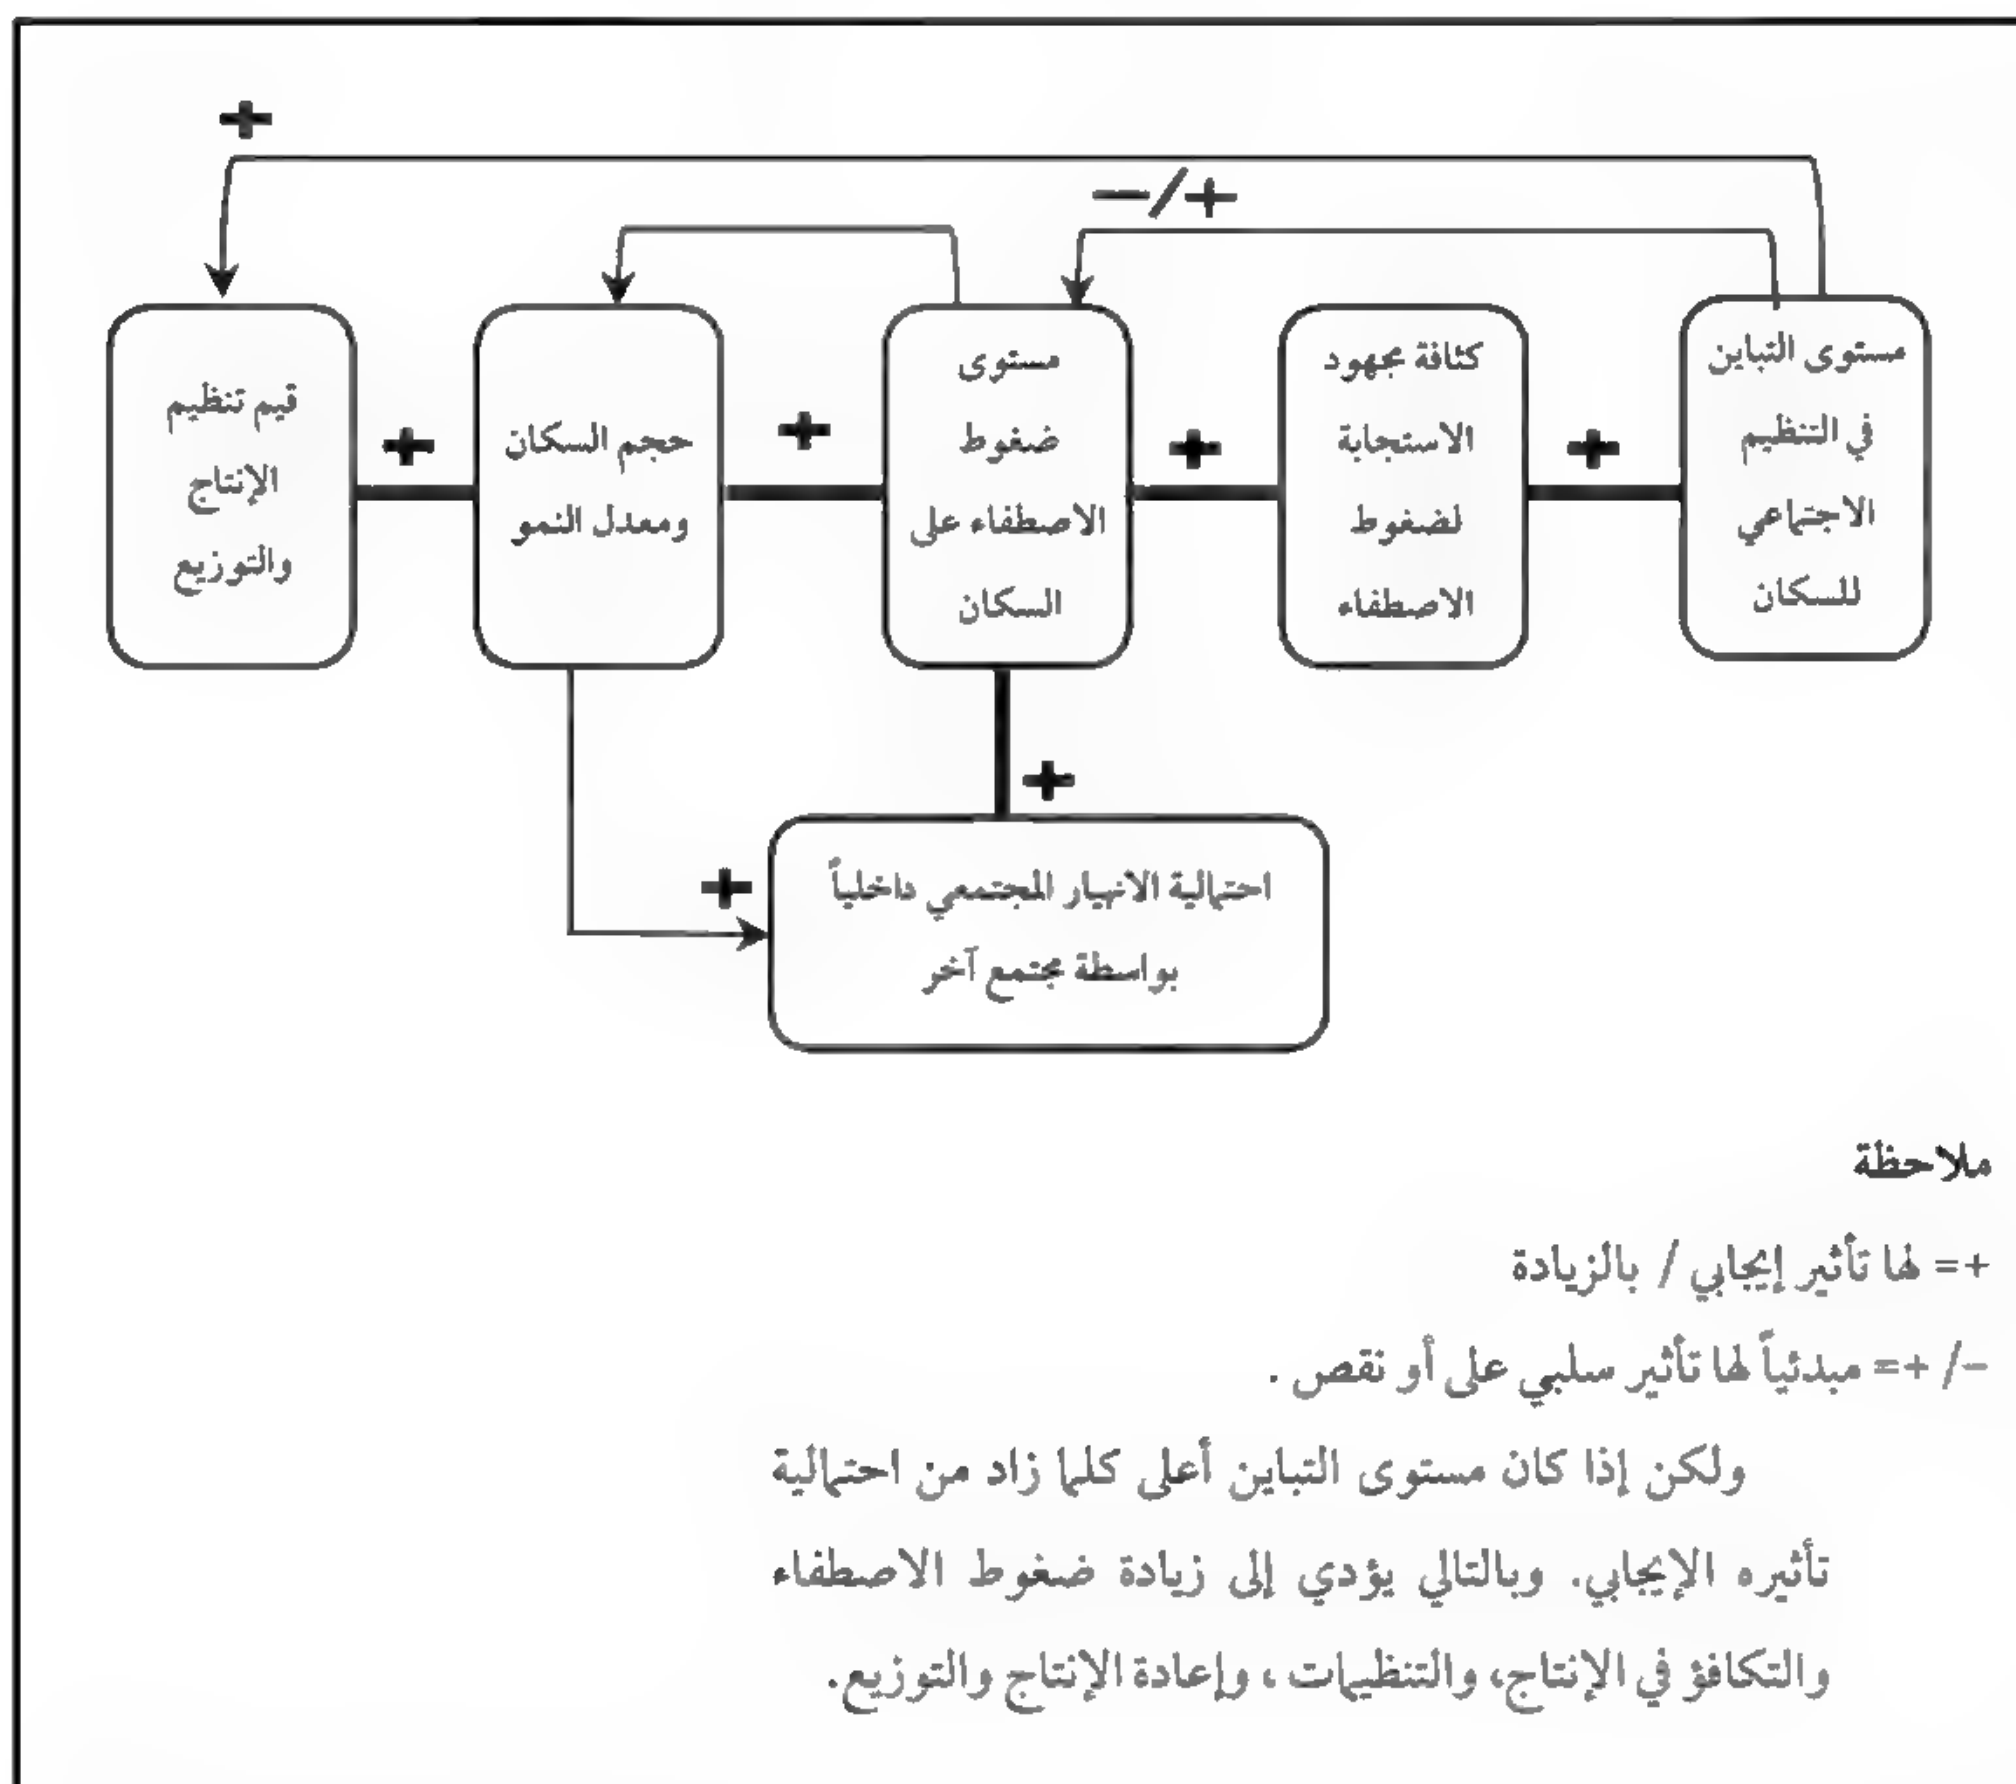 +
−/+
مستوى التباين
في التنظيم
الاجتماعي
للسكان
+
كثافة مجهود
الاستجابة
لضغوط
الاصطفاء
+
مستوى
ضغوط
الاصطفاء على
السكان
+
حجم السكان
ومعدل النمو
+
قيم تنظيم
الإنتاج
والتوزيع
+
+
احتمالية الانهيار المجتمعي داخلياً
بواسطة مجتمع آخر
ملاحظة
+= لها تأثير إيجابي / بالزيادة
−/ += مبدئياً لها تأثير سلبي على أو نقص .
ولكن إذا كان مستوى التباين أعلى كلما زاد من احتمالية
تأثيره الإيجابي. وبالتالي يؤدي إلى زيادة ضغوط الاصطفاء
والتكافؤ في الإنتاج، والتنظيمات ، وإعادة الإنتاج والتوزيع.